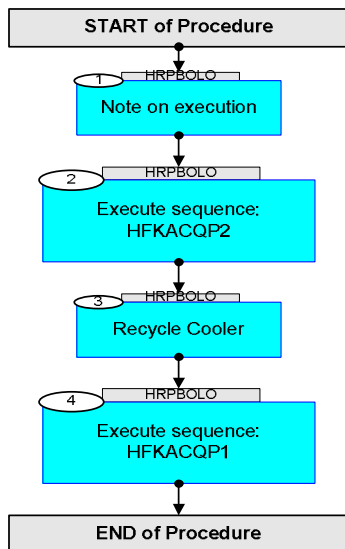 START of Procedure
HRPBOLO
1
Note on execution
HRPBOLO
2
Execute sequence:
HFKACQP2
HRPBOLO
3
Recycle Cooler
HRPBOLO
4
Execute sequence:
HFKACQP1
END of Procedure